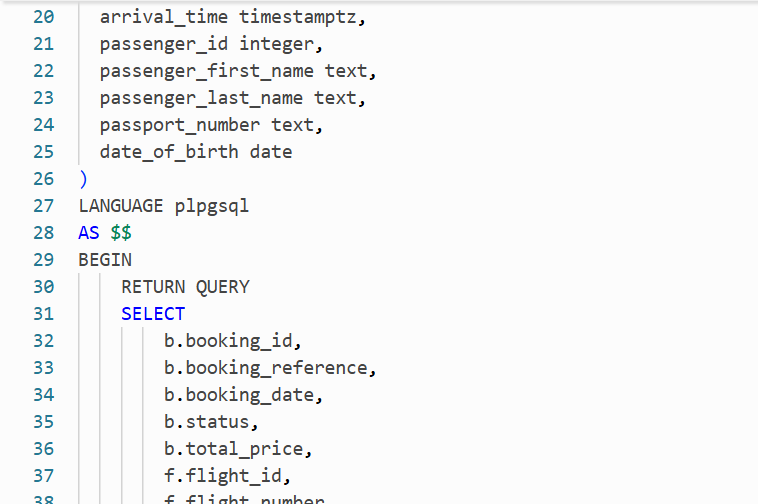 20 arrival_time timestamptz,
21 passenger_id integer,
22 passenger_first_name text,
23 passenger_last_name text,
24 passport_number text,
25 date_of_birth date
26 )
27 LANGUAGE plpgsql
28 AS $$
29 BEGIN
30 RETURN QUERY
31 SELECT
32 b.booking_id,
33 b.booking_reference,
34 b.booking_date,
35 b.status,
36 b.total_price,
37 f.flight_id,
38 f.flight_number